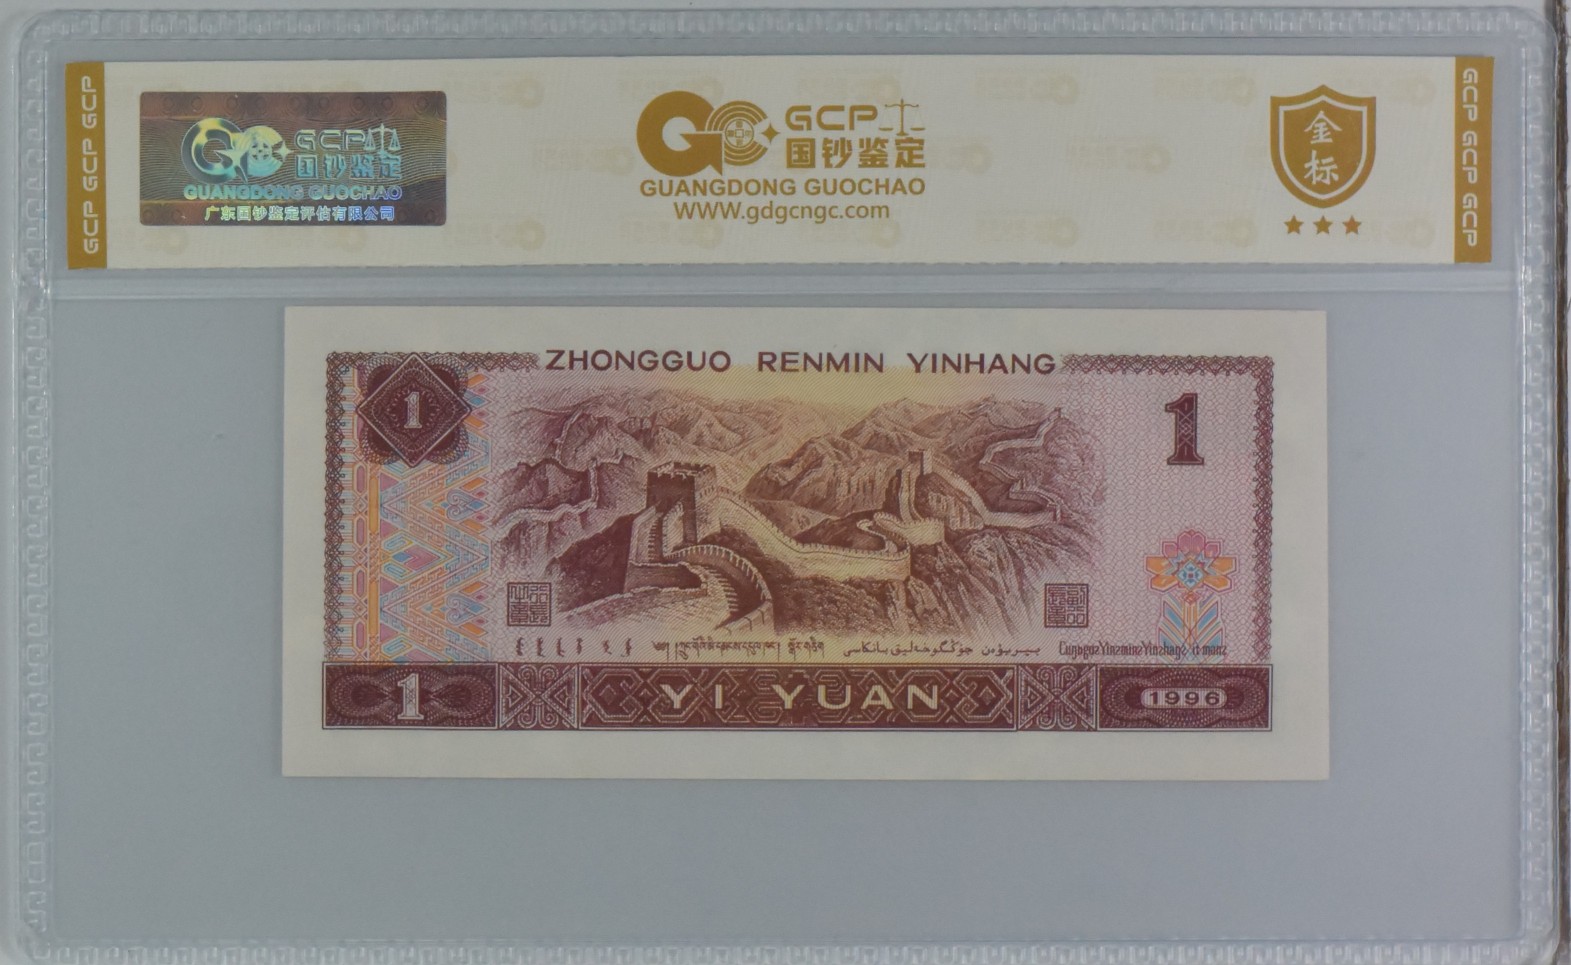 GCP GCP GCP
GCP
国钞鉴定
GUANGDONG GUOCHAO
广东国钞鉴定评估有限公司
GCP
国钞鉴定
GUANGDONG GUOCHAO
WWW.gdgcngc.com
金
标
GCP GCP GCP
ZHONGGUO RENMIN YINHANG
1
1
1
YI YUAN
1996